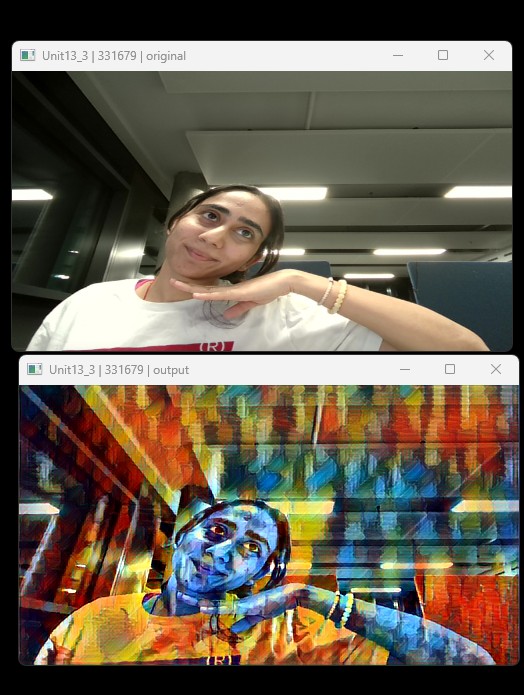 Unit13_3 | 331679 | original
(R)
Unit13_3 | 331679 | output
(R)